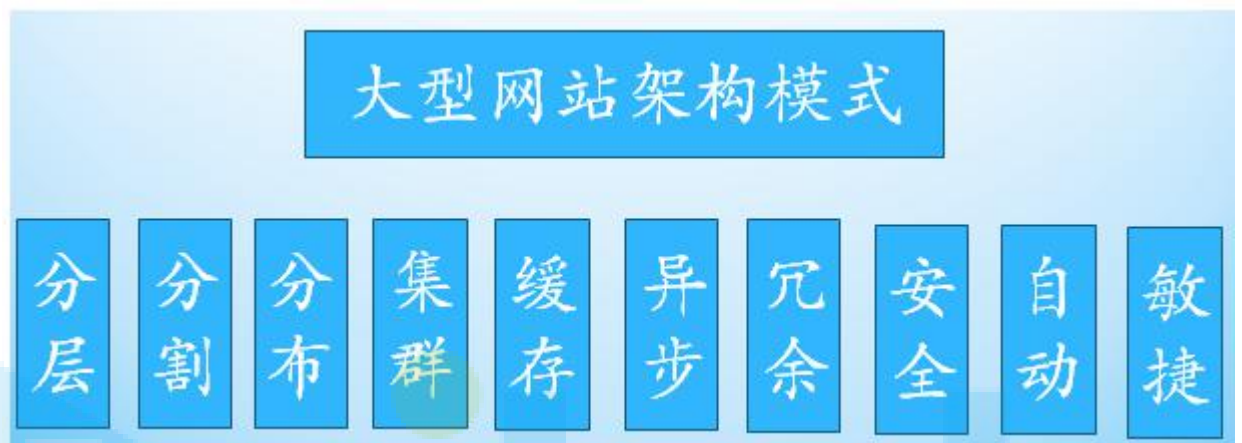 大型网站架构模式
分层
分割
分布
集群
缓存
异步
冗余
安全
自动
敏捷